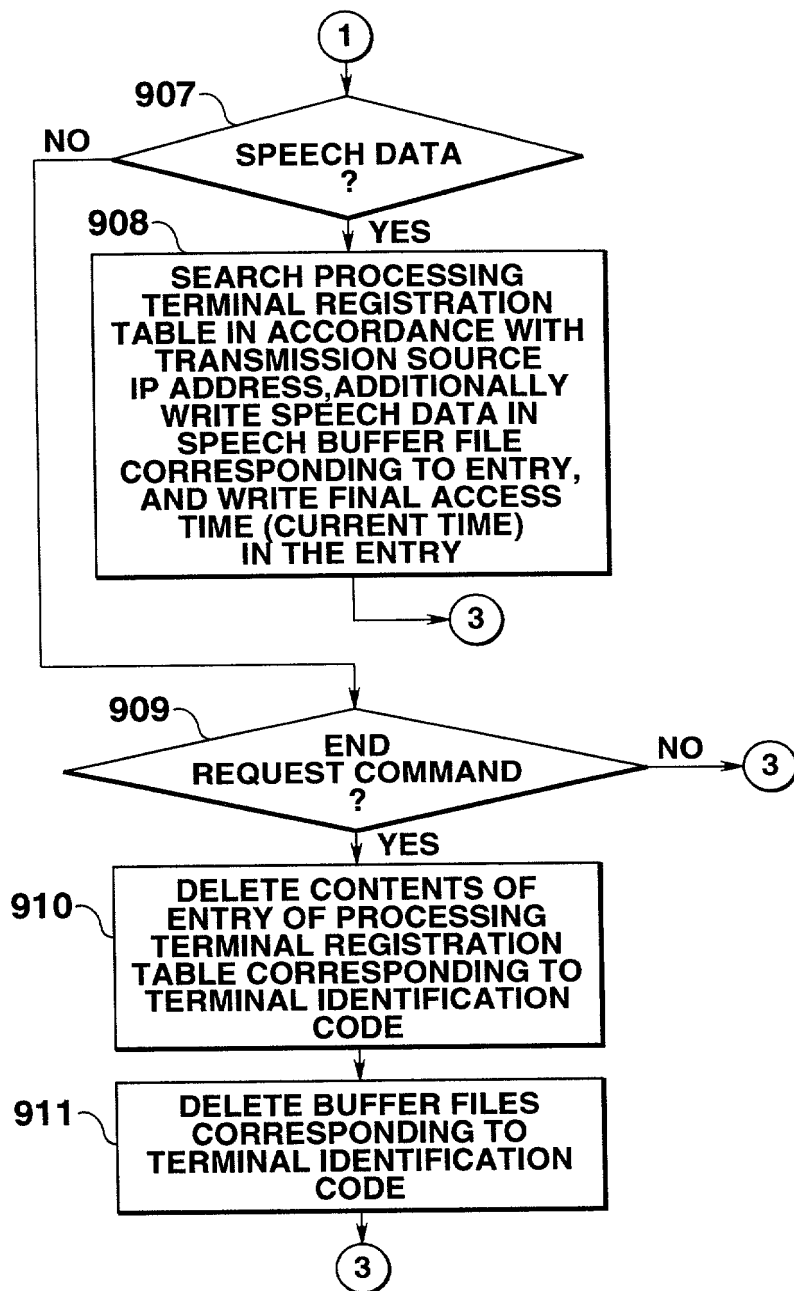 1
907
NO
SPEECH DATA
?
908
YES
SEARCH PROCESSING
TERMINAL REGISTRATION
TABLE IN ACCORDANCE WITH
TRANSMISSION SOURCE
IP ADDRESS,ADDITIONALLY
WRITE SPEECH DATA IN
SPEECH BUFFER FILE
CORRESPONDING TO ENTRY,
AND WRITE FINAL ACCESS
TIME (CURRENT TIME)
IN THE ENTRY
3
909
END
REQUEST COMMAND
?
NO
3
YES
910
DELETE CONTENTS OF
ENTRY OF PROCESSING
TERMINAL REGISTRATION
TABLE CORRESPONDING TO
TERMINAL IDENTIFICATION
CODE
911
DELETE BUFFER FILES
CORRESPONDING TO
TERMINAL IDENTIFICATION
CODE
3